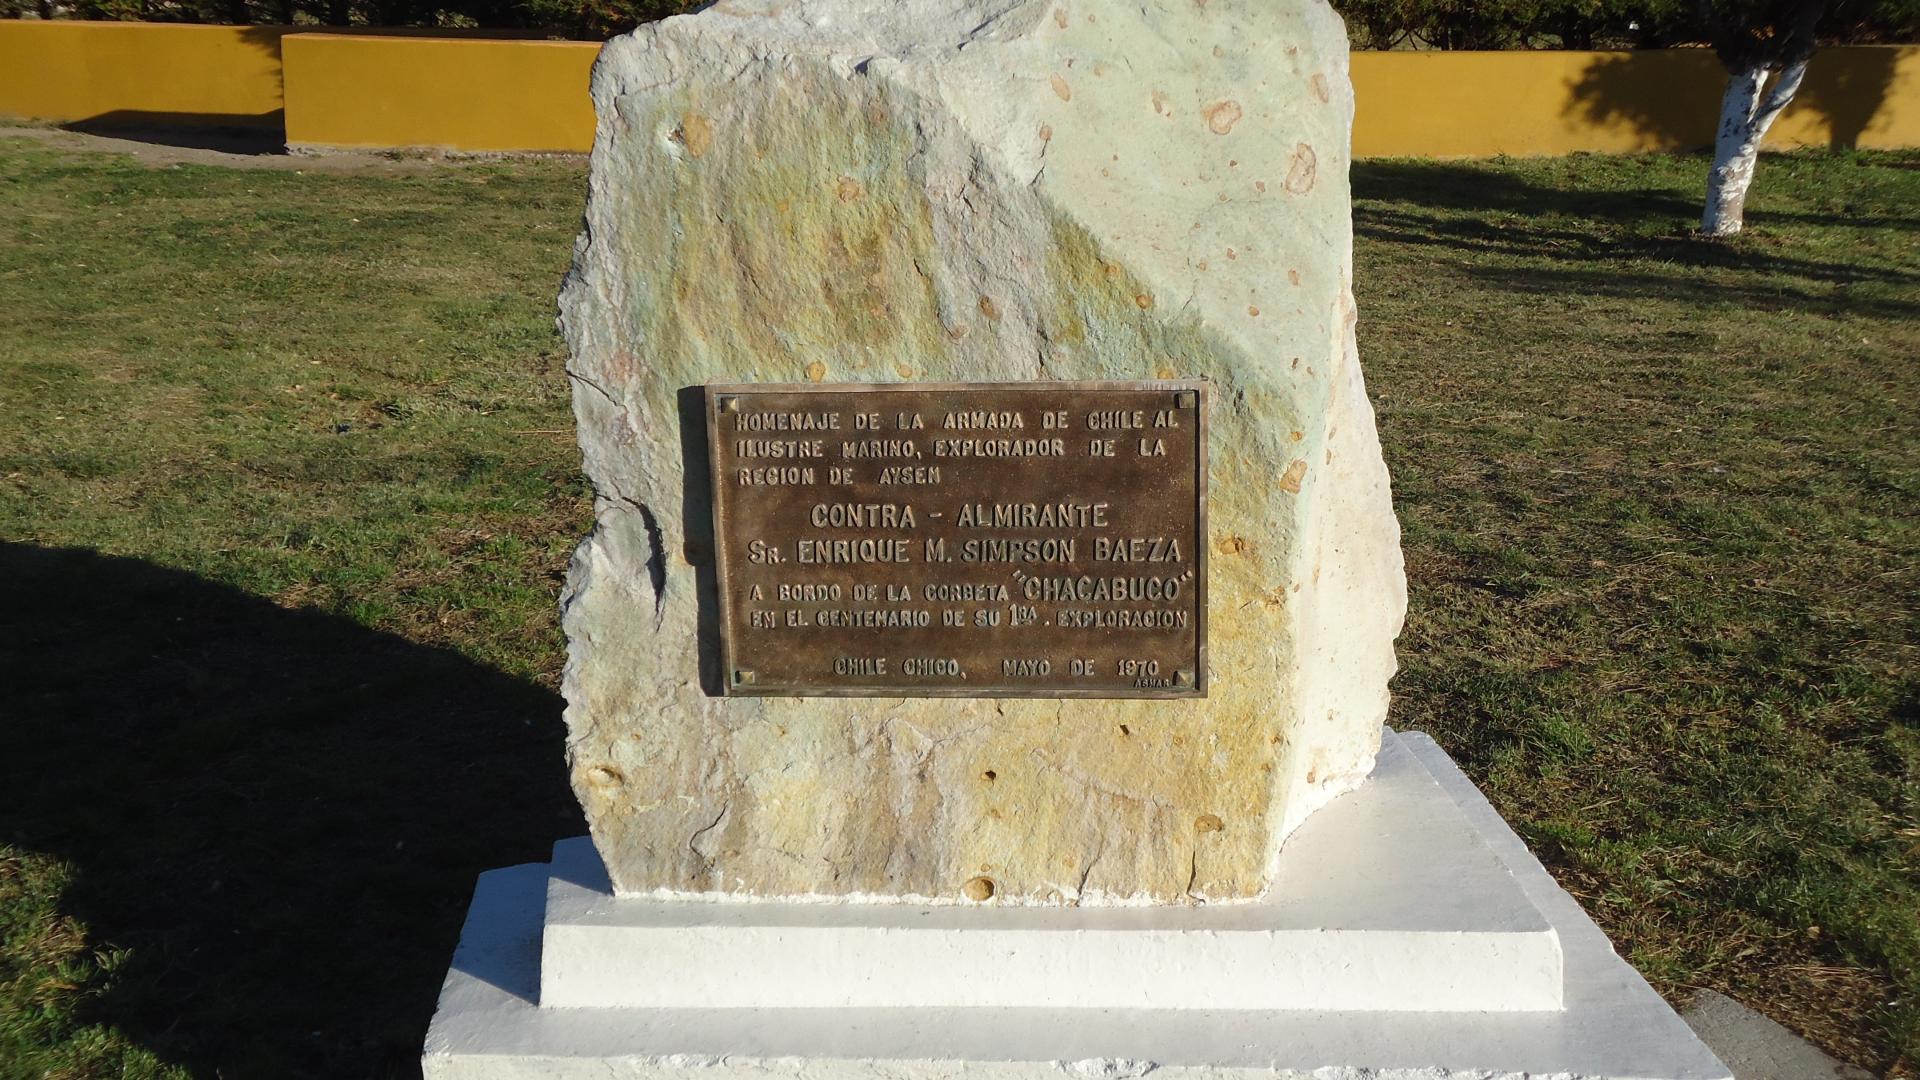 HOMENAJE DE LA ARMADA DE CHILE AL
ILUSTRE MARINO, EXPLORADOR DE LA
REGION DE AYSEN
CONTRA - ALMIRANTE
SR. ENRIQUE M. SIMPSON BAEZA
A BORDO DE LA CORBETA "CHACABUCO"
EN EL CENTENARIO DE SU 1RA. EXPLORACION
CHILE CHICO, MAYO DE 1970
ASMAR